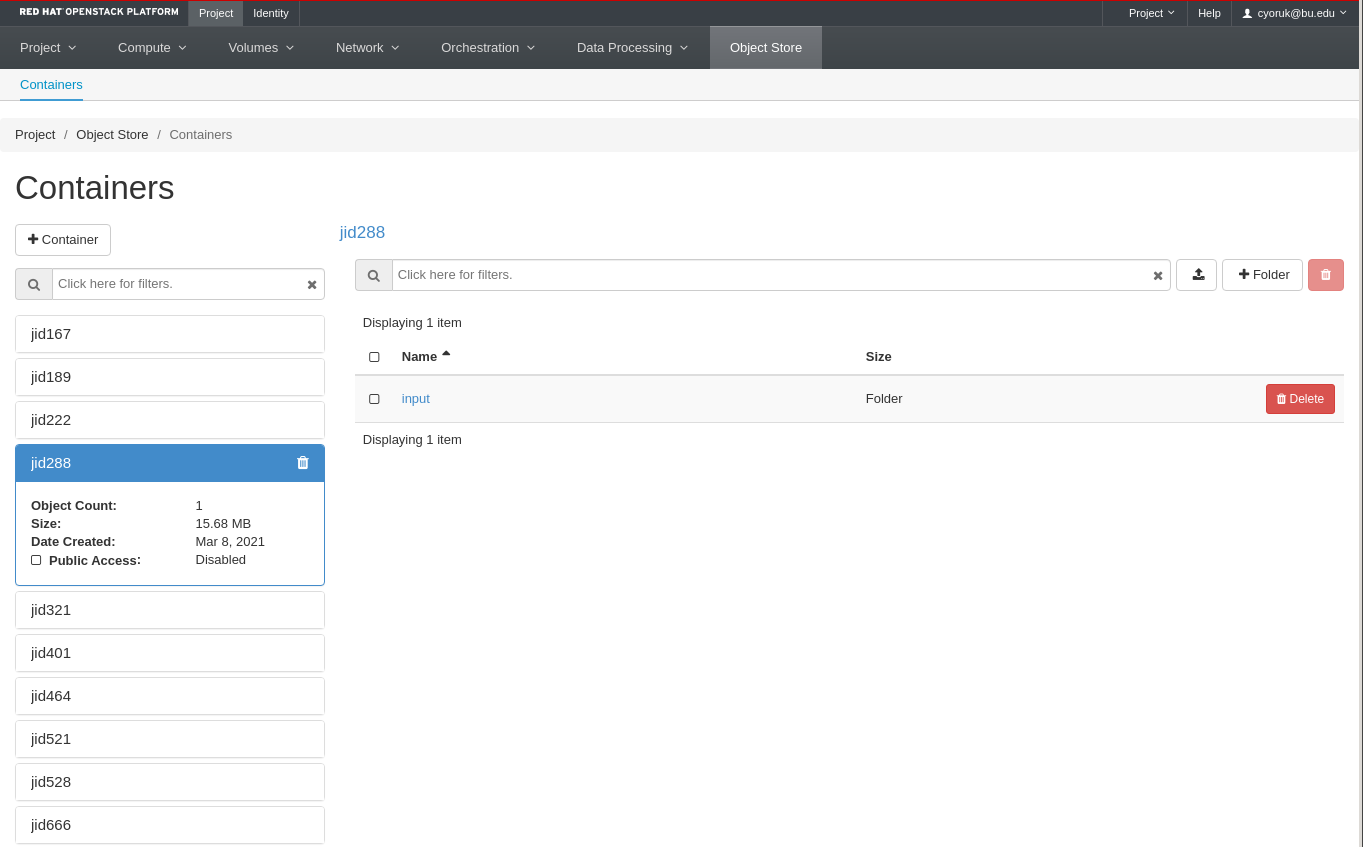 RED HAT OPENSTACK PLATFORM Project Identity Project Help cyoruk@bu.edu
Project Compute Volumes Network Orchestration Data Processing Object Store
Containers
Project / Object Store / Containers
Containers
Container
Click here for filters.
jid167
jid189
jid222
jid288
Object Count: 1
Size: 15.68 MB
Date Created: Mar 8, 2021
Public Access: Disabled
jid321
jid401
jid464
jid521
jid528
jid666
jid288
Click here for filters. Folder
Displaying 1 item
Name Size
input Folder Delete
Displaying 1 item